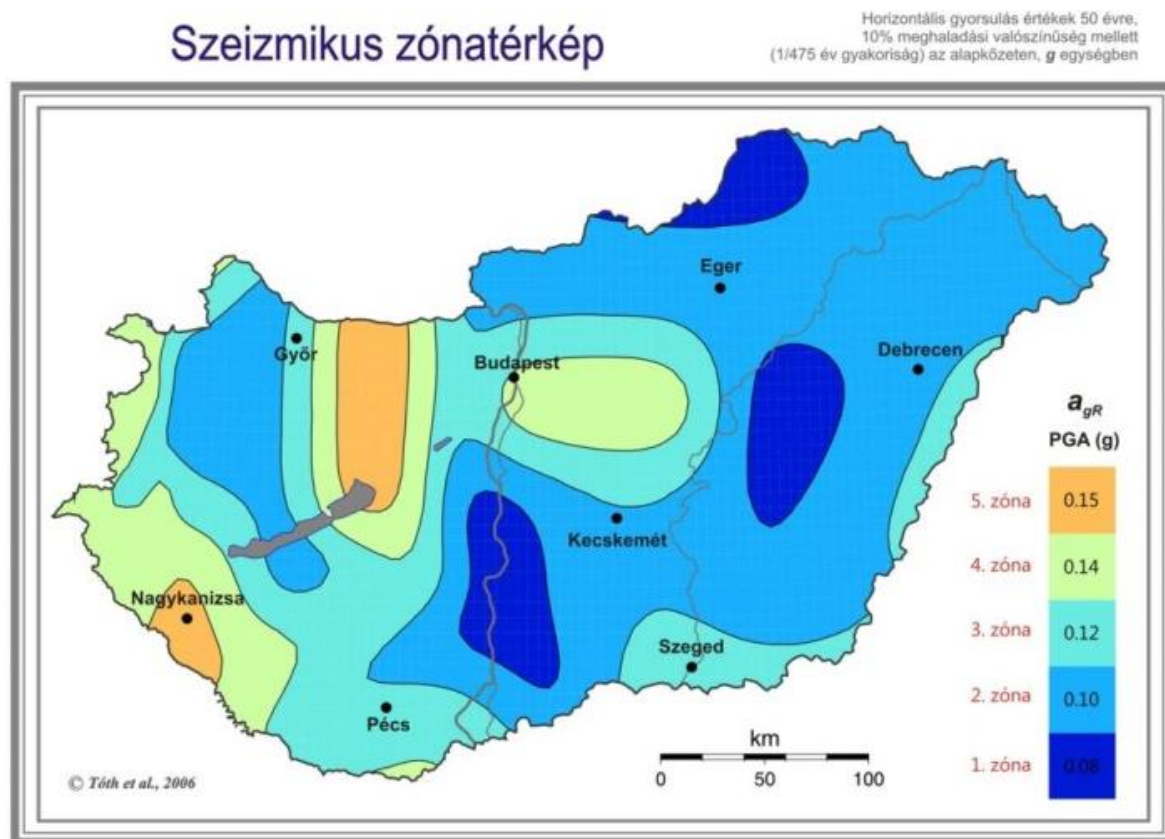 Szeizmikus zónatérkép
Horizontális gyorsulás értékek 50 évre,
10% meghaladási valószínűség mellett
(1/475 év gyakoriság) az alapkőzeten, g egységben
Eger
Győr
Budapest
Debrecen
Kecskemét
Nagykanizsa
Szeged
Pécs
a_gR
PGA (g)
5. zóna 0.15
4. zóna 0.14
3. zóna 0.12
2. zóna 0.10
1. zóna 0.08
km
0 50 100
© Tóth et al., 2006